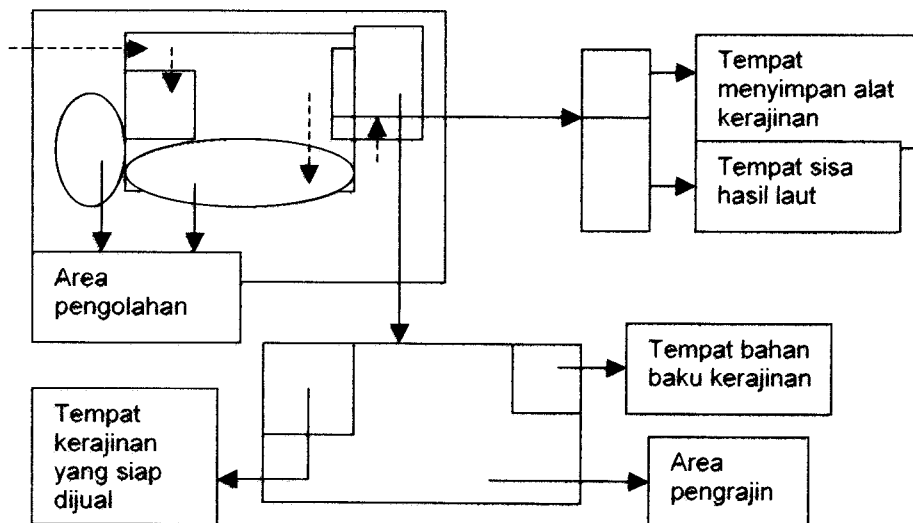 Tempat
menyimpan alat
kerajinan
Tempat sisa
hasil laut
Area
pengolahan
Tempat bahan
baku kerajinan
Tempat
kerajinan
yang siap
dijual
Area
pengrajin